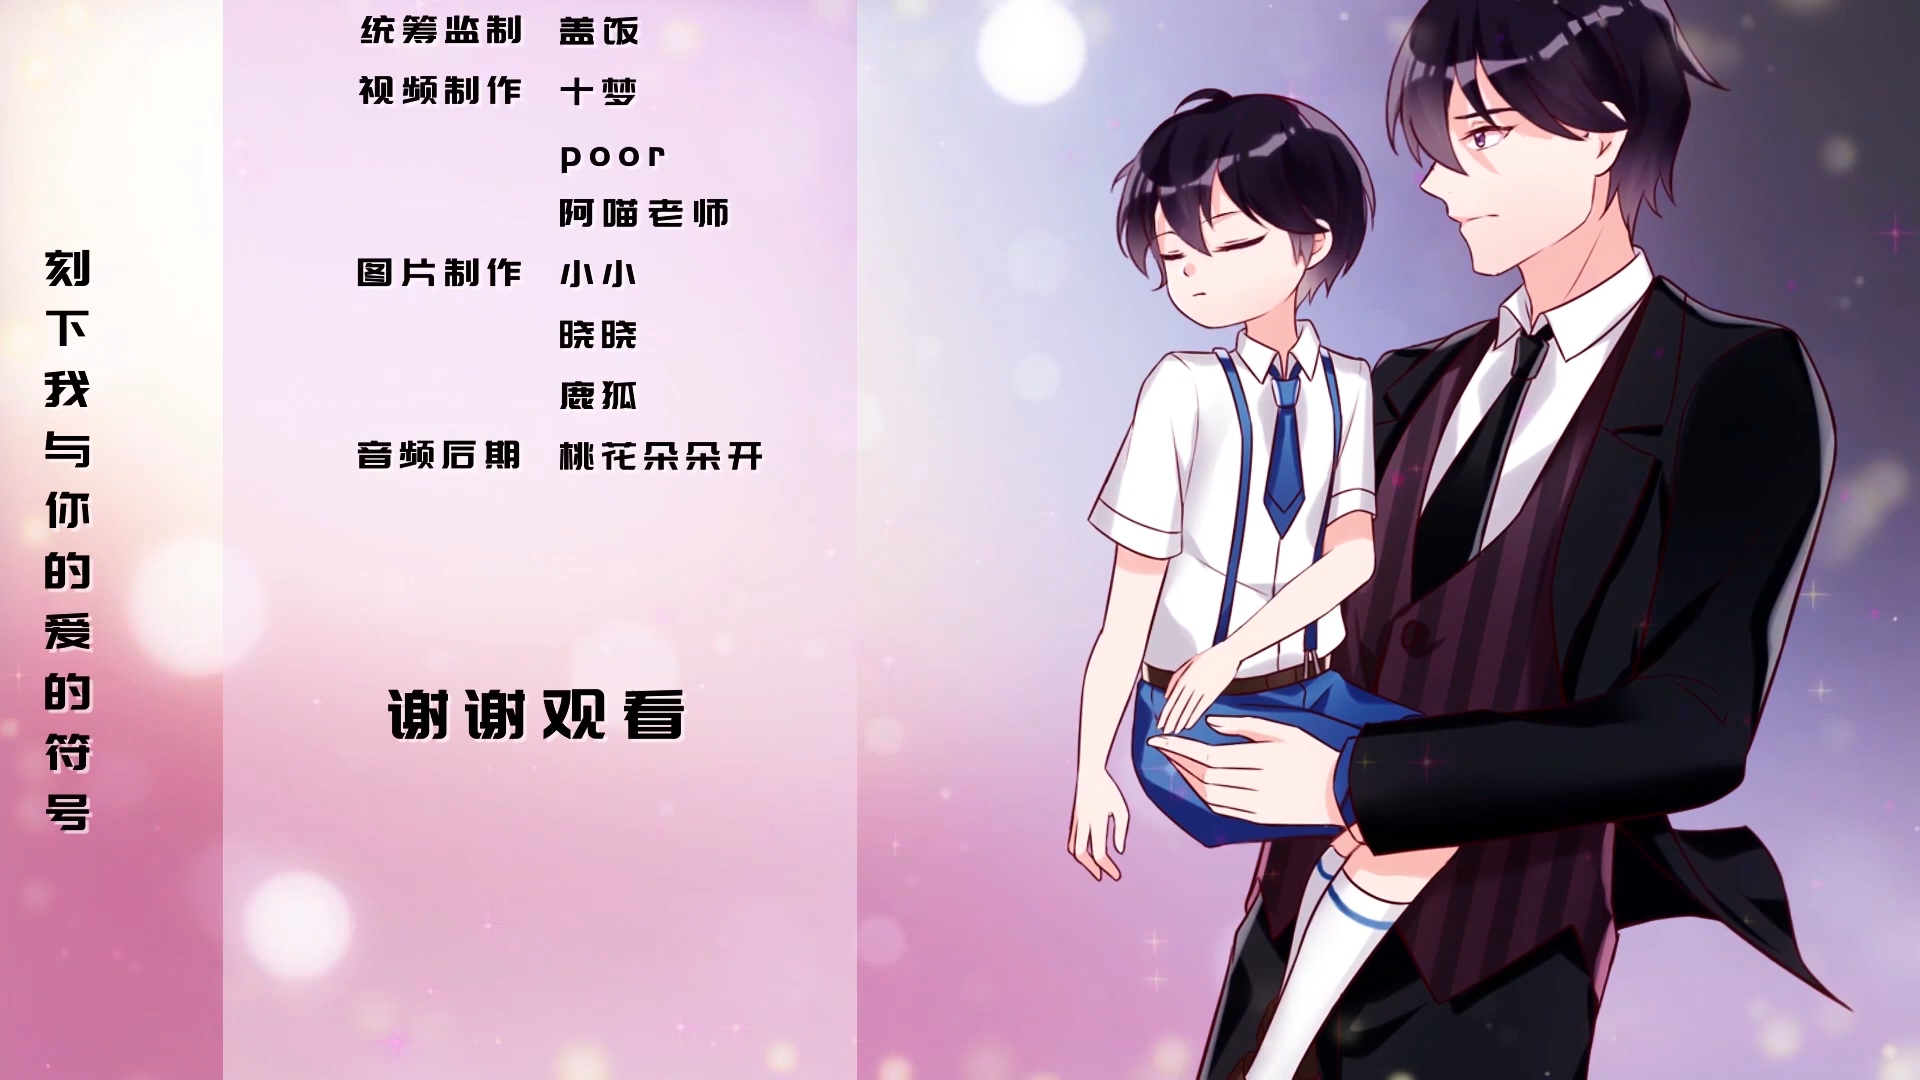 刻下我与你的爱的符号
统筹监制 盖饭
视频制作 十梦
poor
阿喵老师
图片制作 小小
晓晓
鹿狐
音频后期 桃花朵朵开
谢谢观看